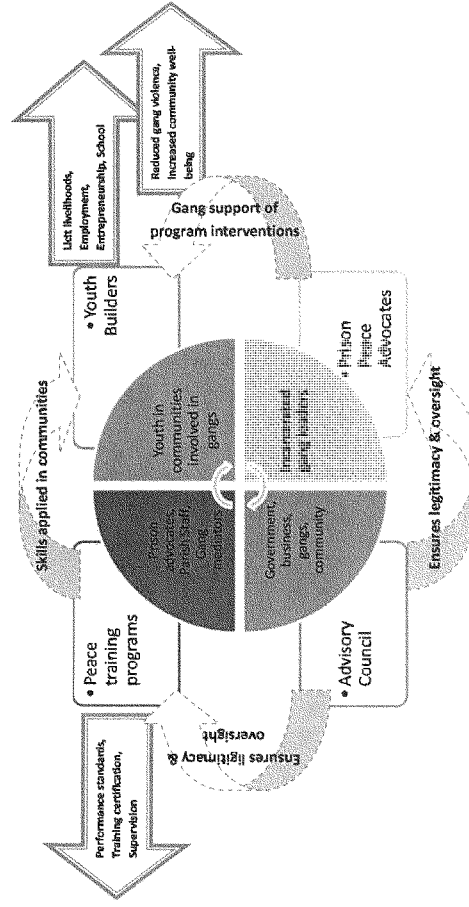 Performance standards,
Training certification,
Supervision
• Peace
training
programs
Skills applied in communities
• Youth
Builders
Licit livelihoods,
Employment,
Entrepreneurship, School
Reduced gang violence,
Increased community well-
being
Prison
advocates,
Parish Staff,
Gang
mediators
Youth in
communities
involved in
gangs
Ensures ligitimacy &
oversight
Gang support of
program interventions
Government,
business,
gangs,
community
Incarcerated
gang leaders
• Advisory
Council
• Prison
Peace
Advocates
Ensures legitimacy & oversight